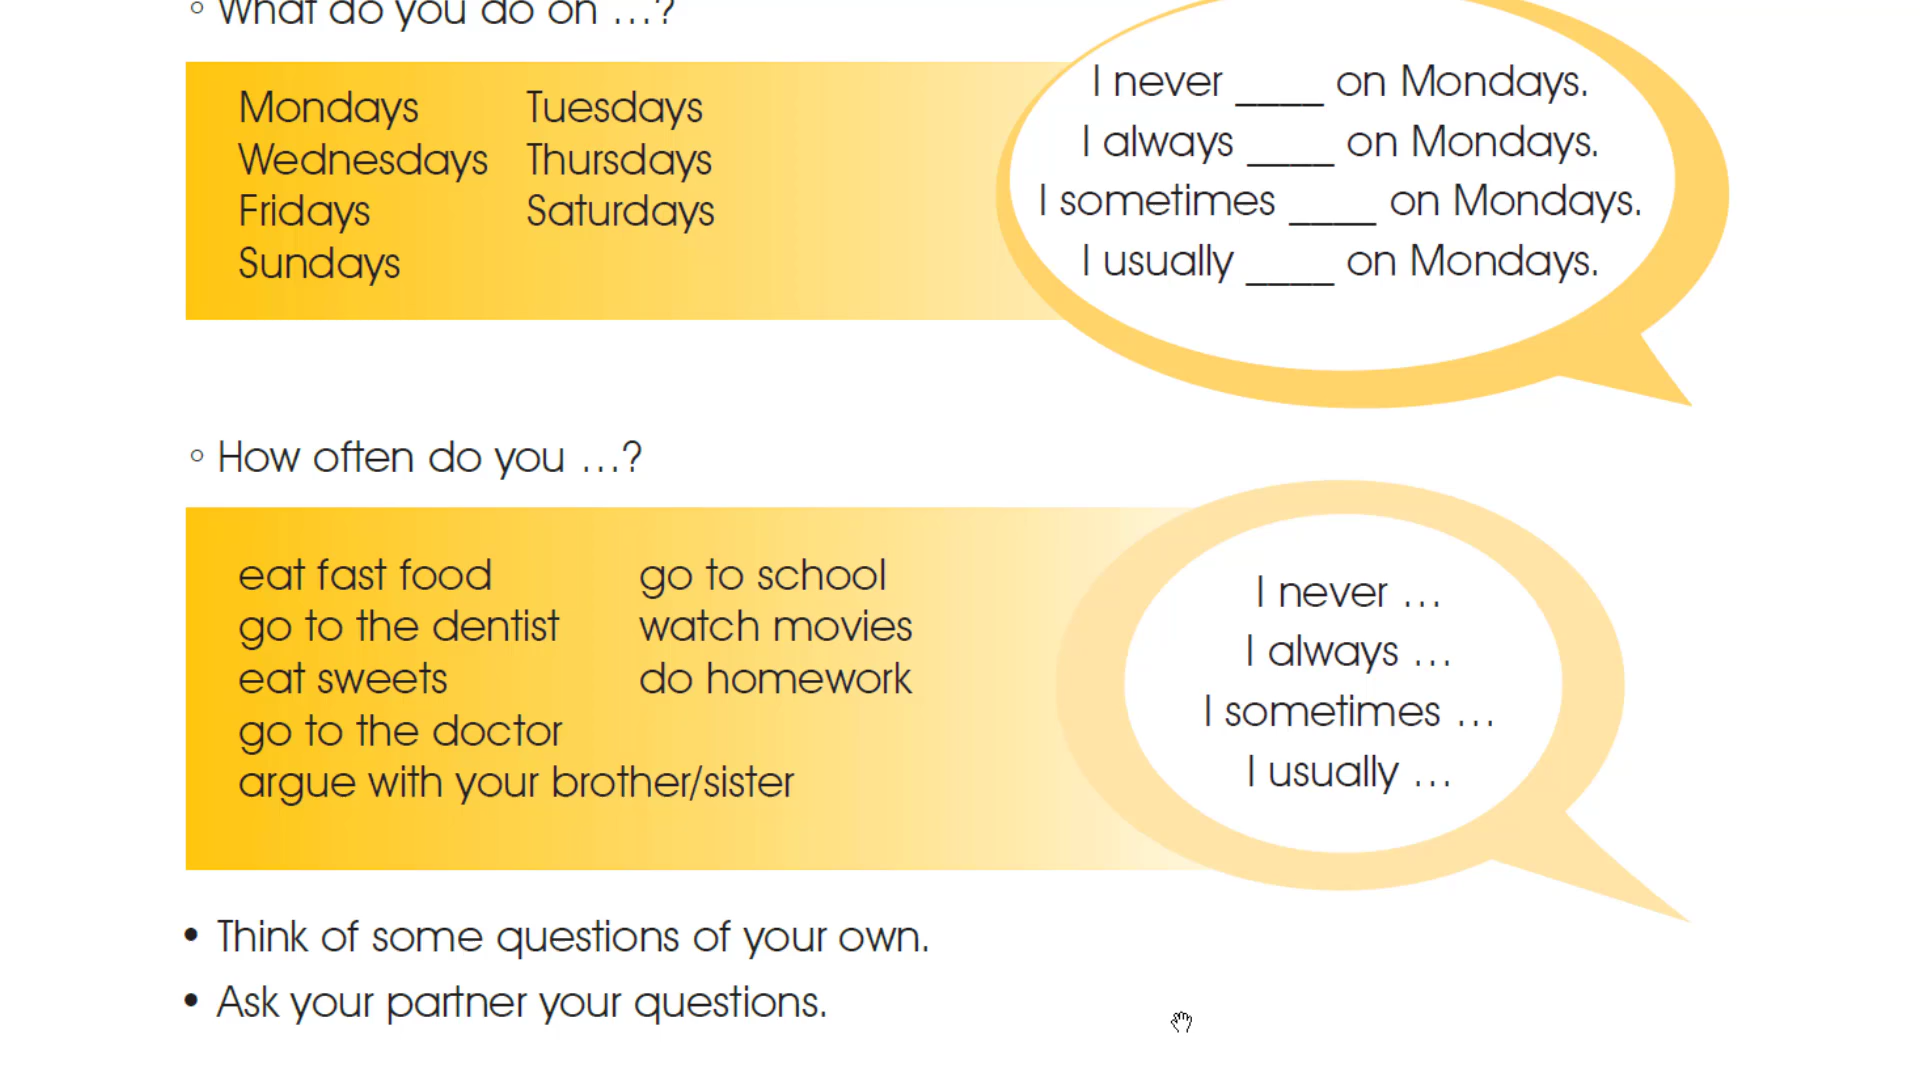 ◦ What do you do on …?
Mondays Tuesdays
Wednesdays Thursdays
Fridays Saturdays
Sundays
I never ____ on Mondays.
I always ____ on Mondays.
I sometimes ____ on Mondays.
I usually ____ on Mondays.
◦ How often do you …?
eat fast food go to school
go to the dentist watch movies
eat sweets do homework
go to the doctor
argue with your brother/sister
I never …
I always …
I sometimes …
I usually …
• Think of some questions of your own.
• Ask your partner your questions.